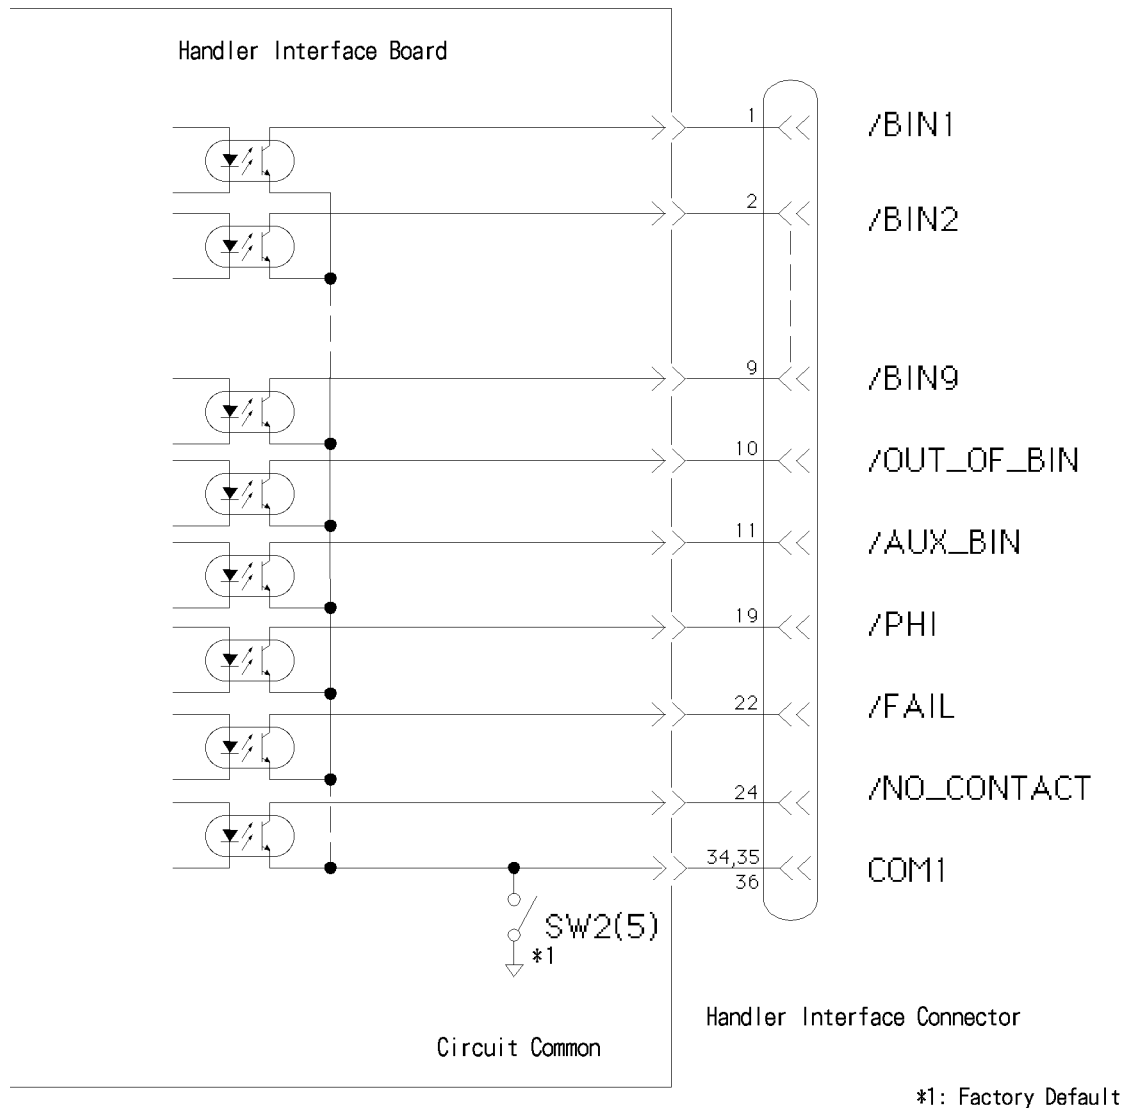 Handler Interface Board
1 /BIN1
2 /BIN2
9 /BIN9
10 /OUT_OF_BIN
11 /AUX_BIN
19 /PHI
22 /FAIL
24 /NO_CONTACT
34,35 COM1
36
SW2(5)
*1
Handler Interface Connector
Circuit Common
*1: Factory Default